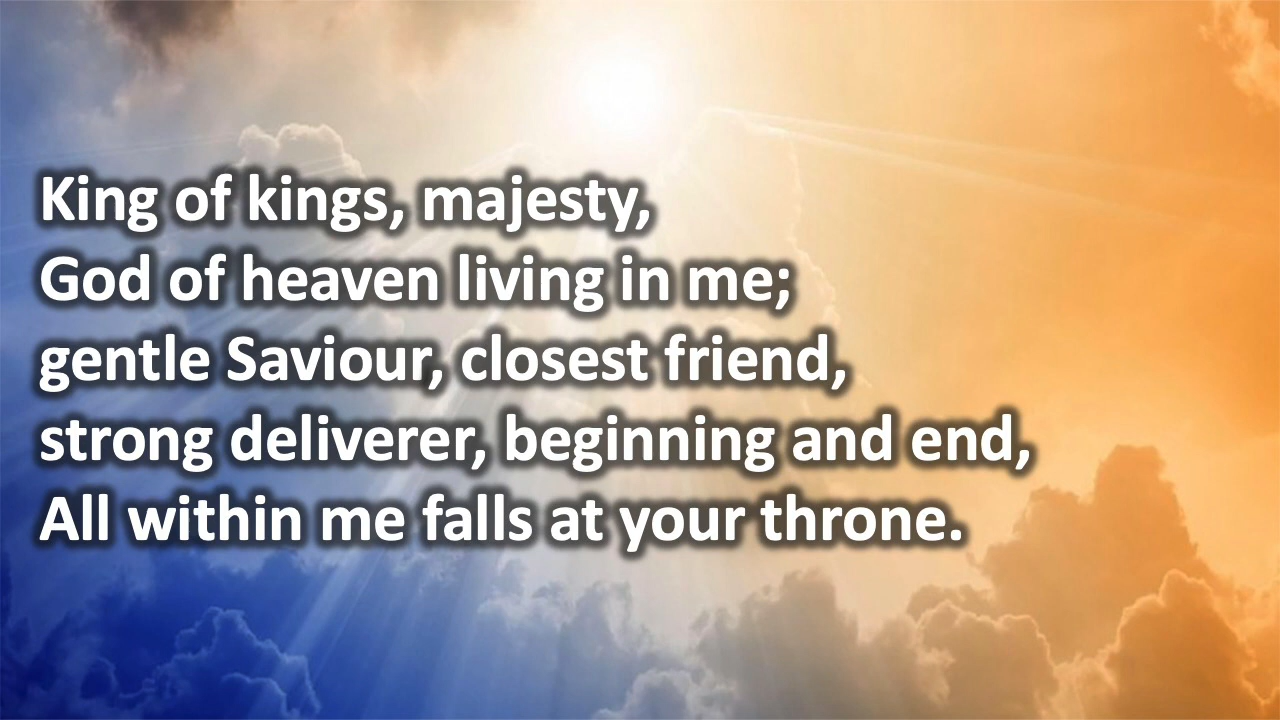 King of kings, majesty,
God of heaven living in me;
gentle Saviour, closest friend,
strong deliverer, beginning and end,
All within me falls at your throne.